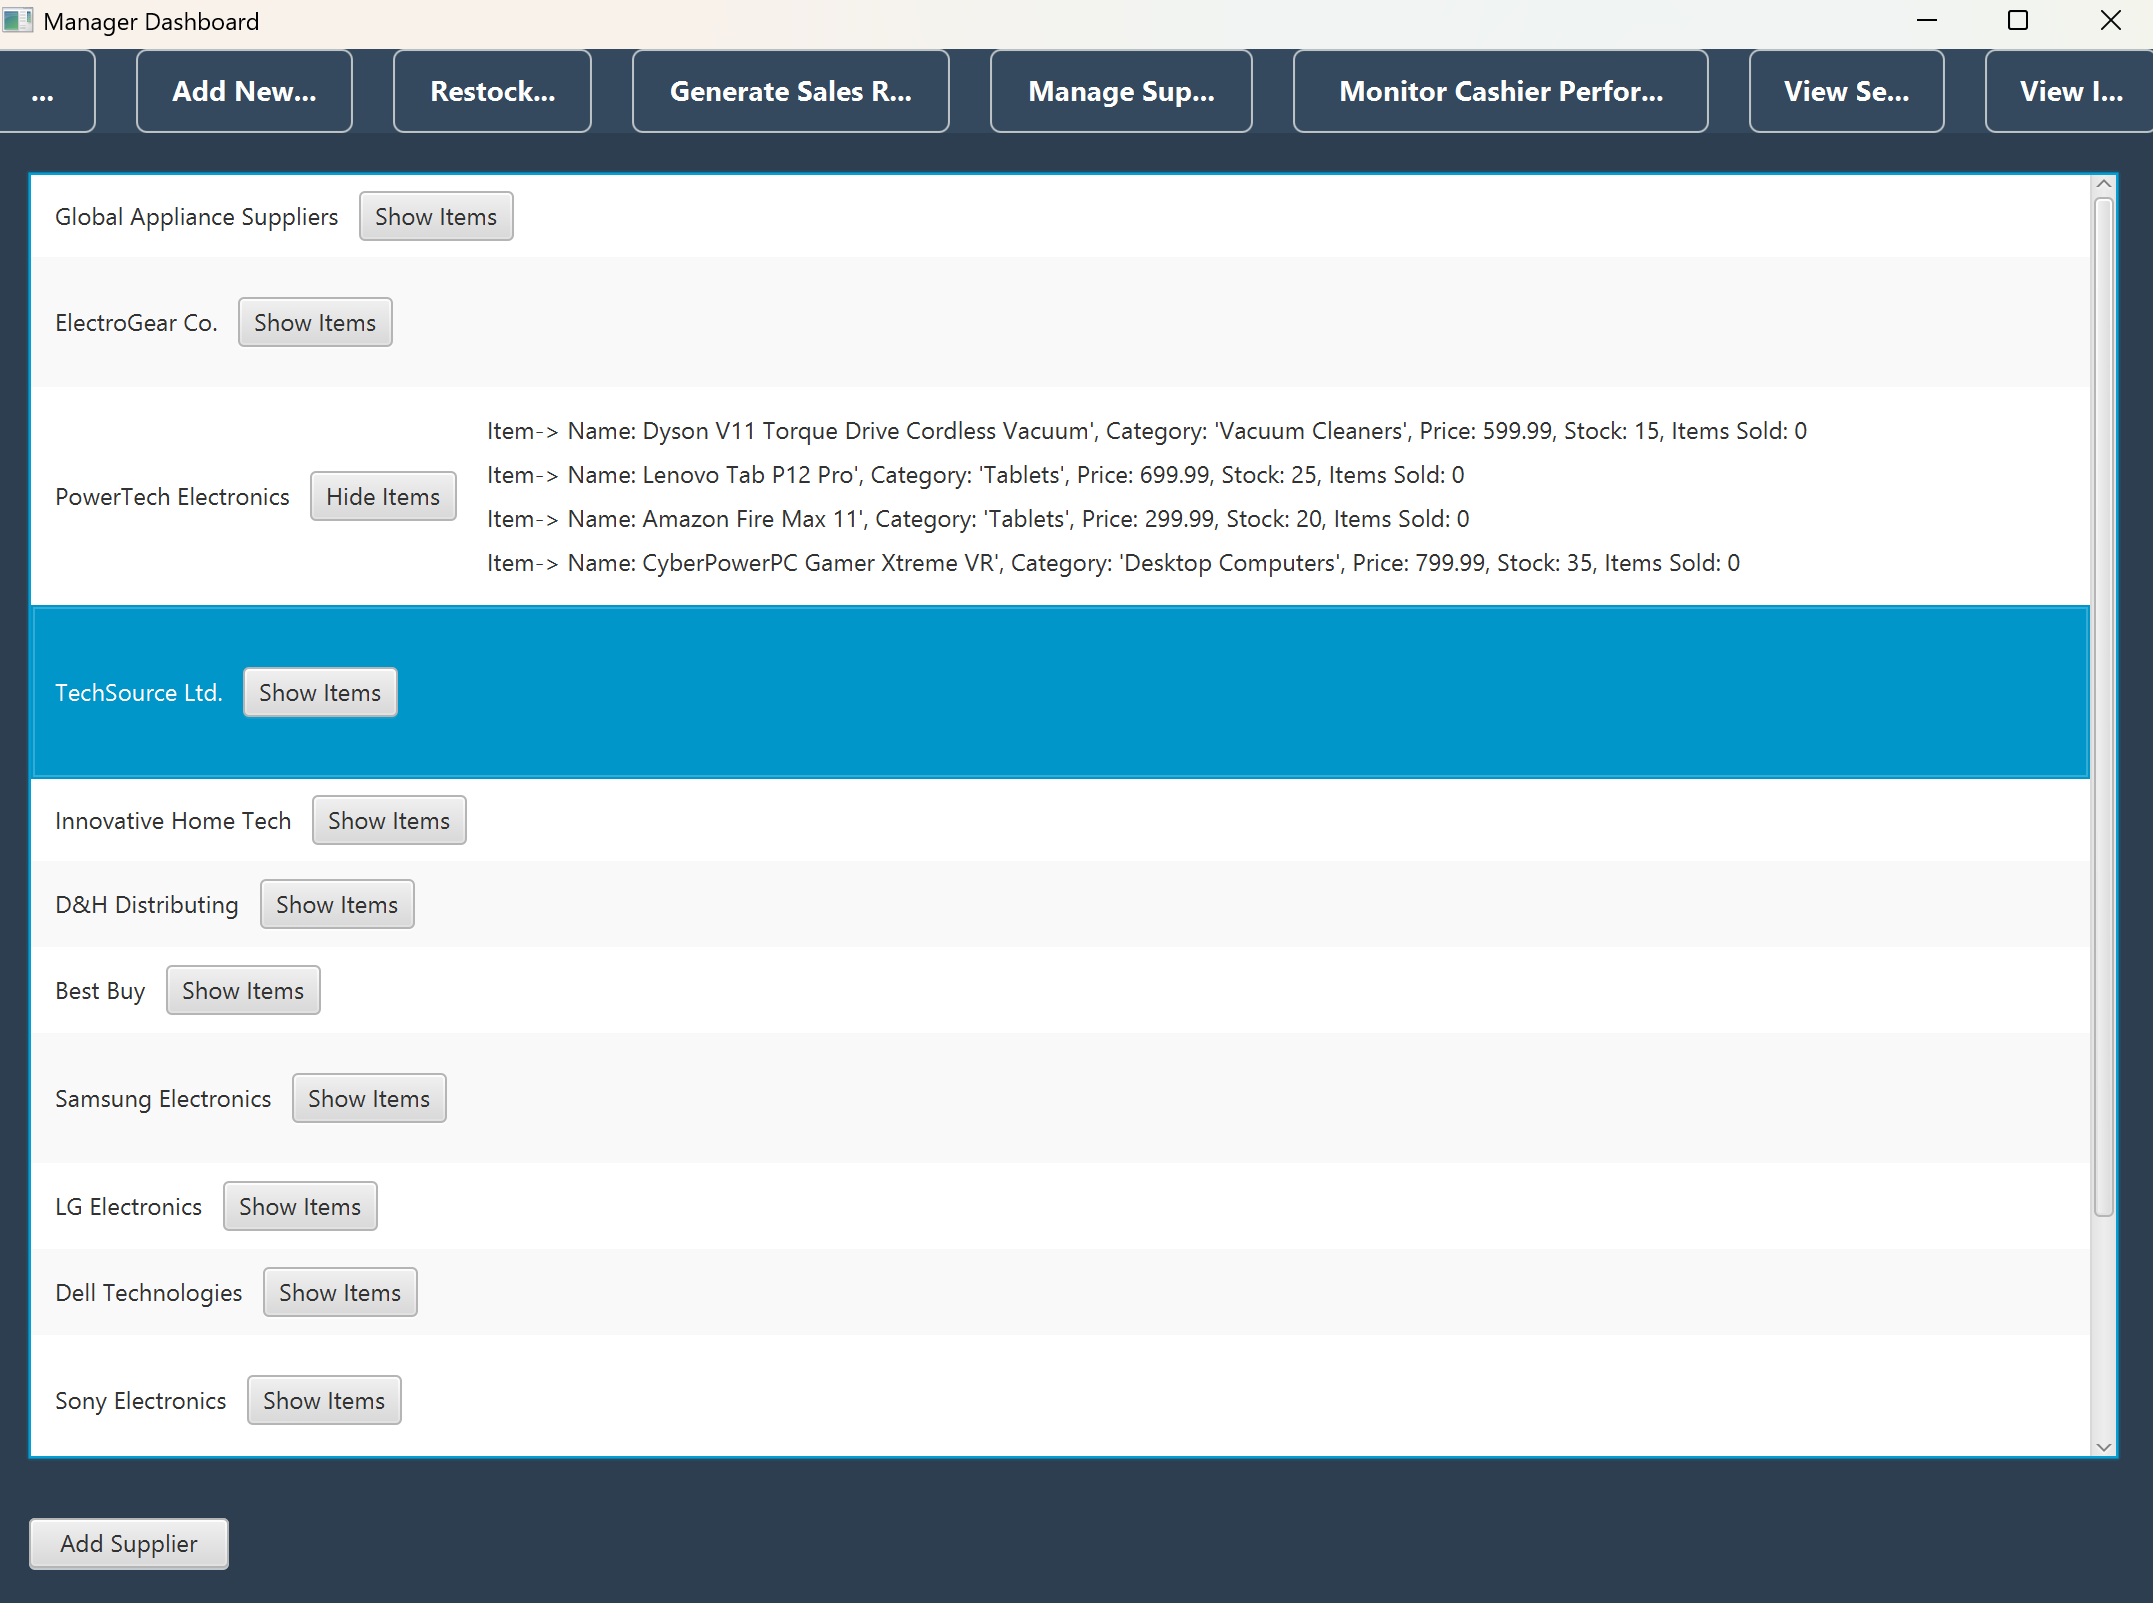 Manager Dashboard
... Add New... Restock... Generate Sales R... Manage Sup... Monitor Cashier Perfor... View Se... View I...
Global Appliance Suppliers Show Items
ElectroGear Co. Show Items
Item-> Name: Dyson V11 Torque Drive Cordless Vacuum', Category: 'Vacuum Cleaners', Price: 599.99, Stock: 15, Items Sold: 0
Item-> Name: Lenovo Tab P12 Pro', Category: 'Tablets', Price: 699.99, Stock: 25, Items Sold: 0
PowerTech Electronics Hide Items
Item-> Name: Amazon Fire Max 11', Category: 'Tablets', Price: 299.99, Stock: 20, Items Sold: 0
Item-> Name: CyberPowerPC Gamer Xtreme VR', Category: 'Desktop Computers', Price: 799.99, Stock: 35, Items Sold: 0
TechSource Ltd. Show Items
Innovative Home Tech Show Items
D&H Distributing Show Items
Best Buy Show Items
Samsung Electronics Show Items
LG Electronics Show Items
Dell Technologies Show Items
Sony Electronics Show Items
Add Supplier